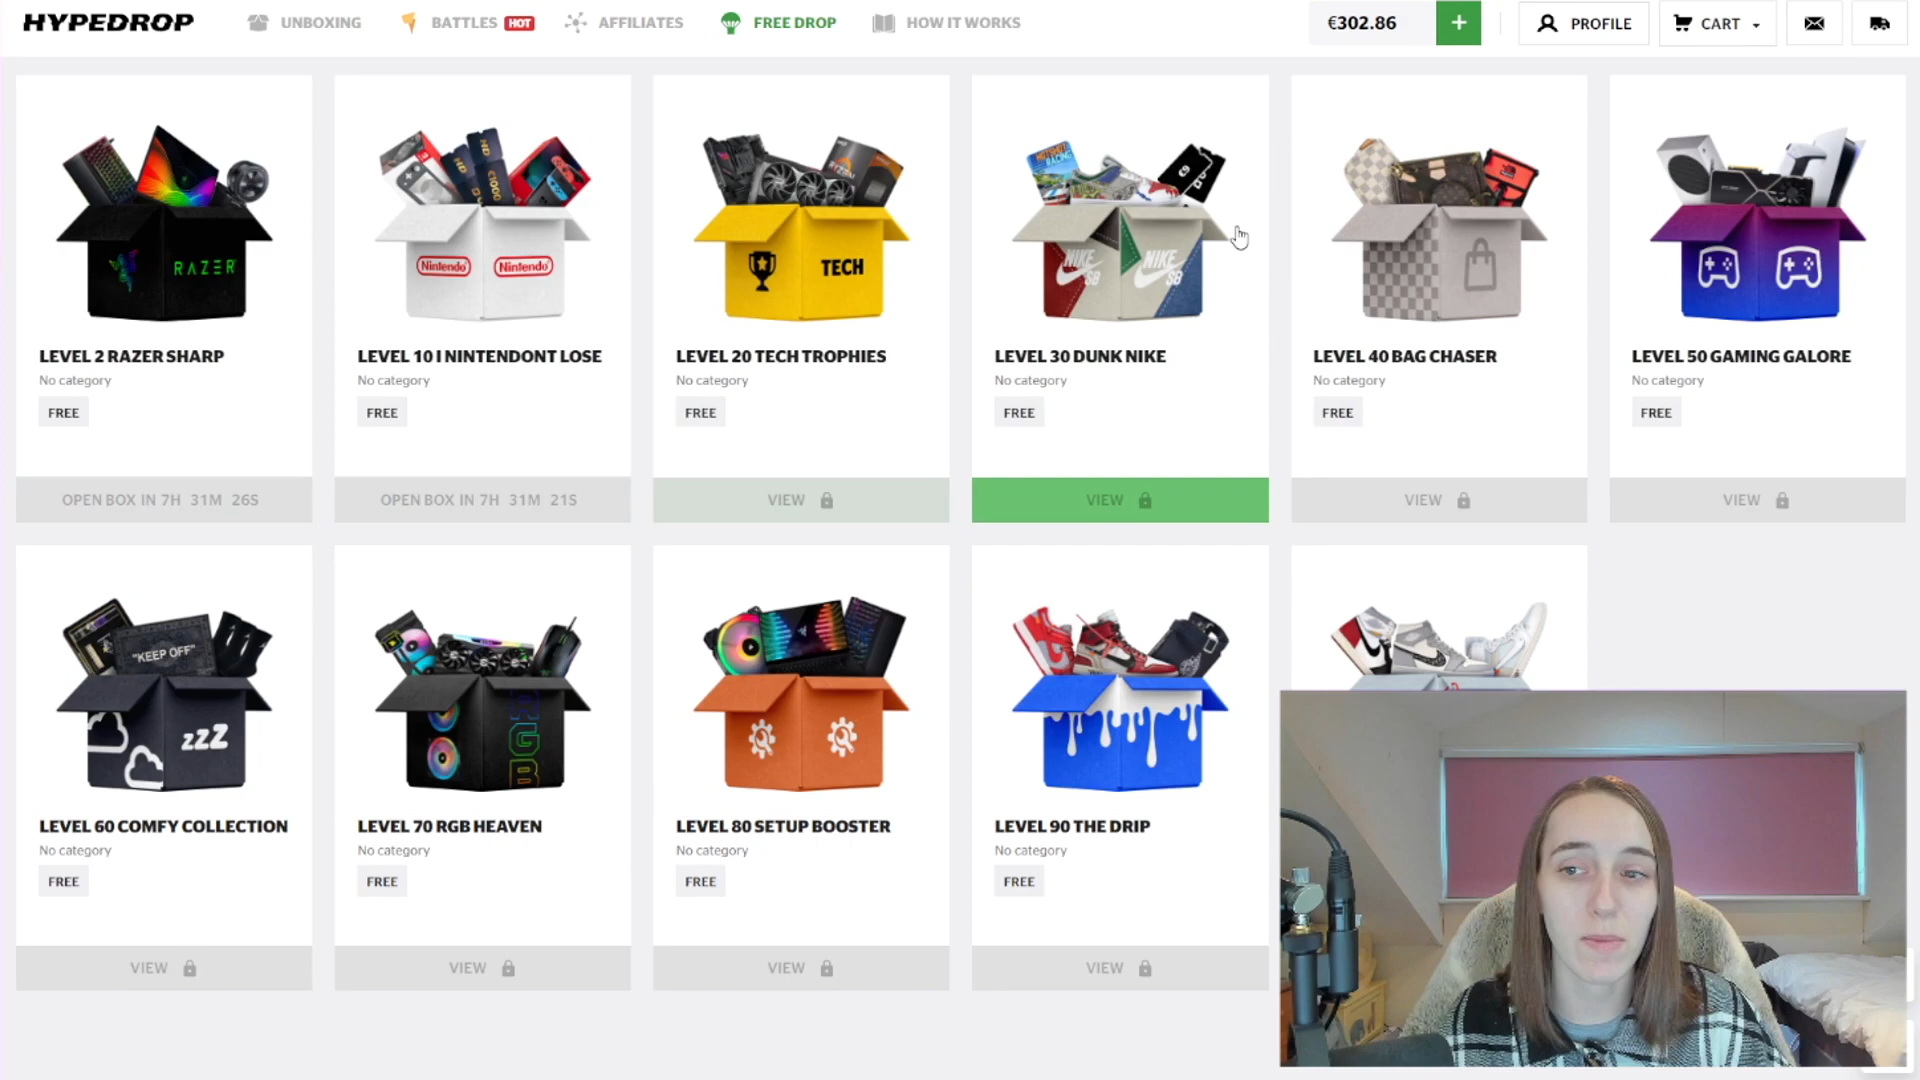 HYPEDROP
UNBOXING
BATTLES HOT
AFFILIATES
FREE DROP
HOW IT WORKS
€302.86
+
PROFILE
CART
RAZER
Nintendo Nintendo
TECH
NIKE SB NIKE SB
LEVEL 2 RAZER SHARP
No category
FREE
OPEN BOX IN 7H 31M 26S
LEVEL 10 I NINTENDONT LOSE
No category
FREE
OPEN BOX IN 7H 31M 21S
LEVEL 20 TECH TROPHIES
No category
FREE
VIEW
LEVEL 30 DUNK NIKE
No category
FREE
VIEW
LEVEL 40 BAG CHASER
No category
FREE
VIEW
LEVEL 50 GAMING GALORE
No category
FREE
VIEW
"KEEP OFF"
zzZ
RGB
LEVEL 60 COMFY COLLECTION
No category
FREE
VIEW
LEVEL 70 RGB HEAVEN
No category
FREE
VIEW
LEVEL 80 SETUP BOOSTER
No category
FREE
VIEW
LEVEL 90 THE DRIP
No category
FREE
VIEW